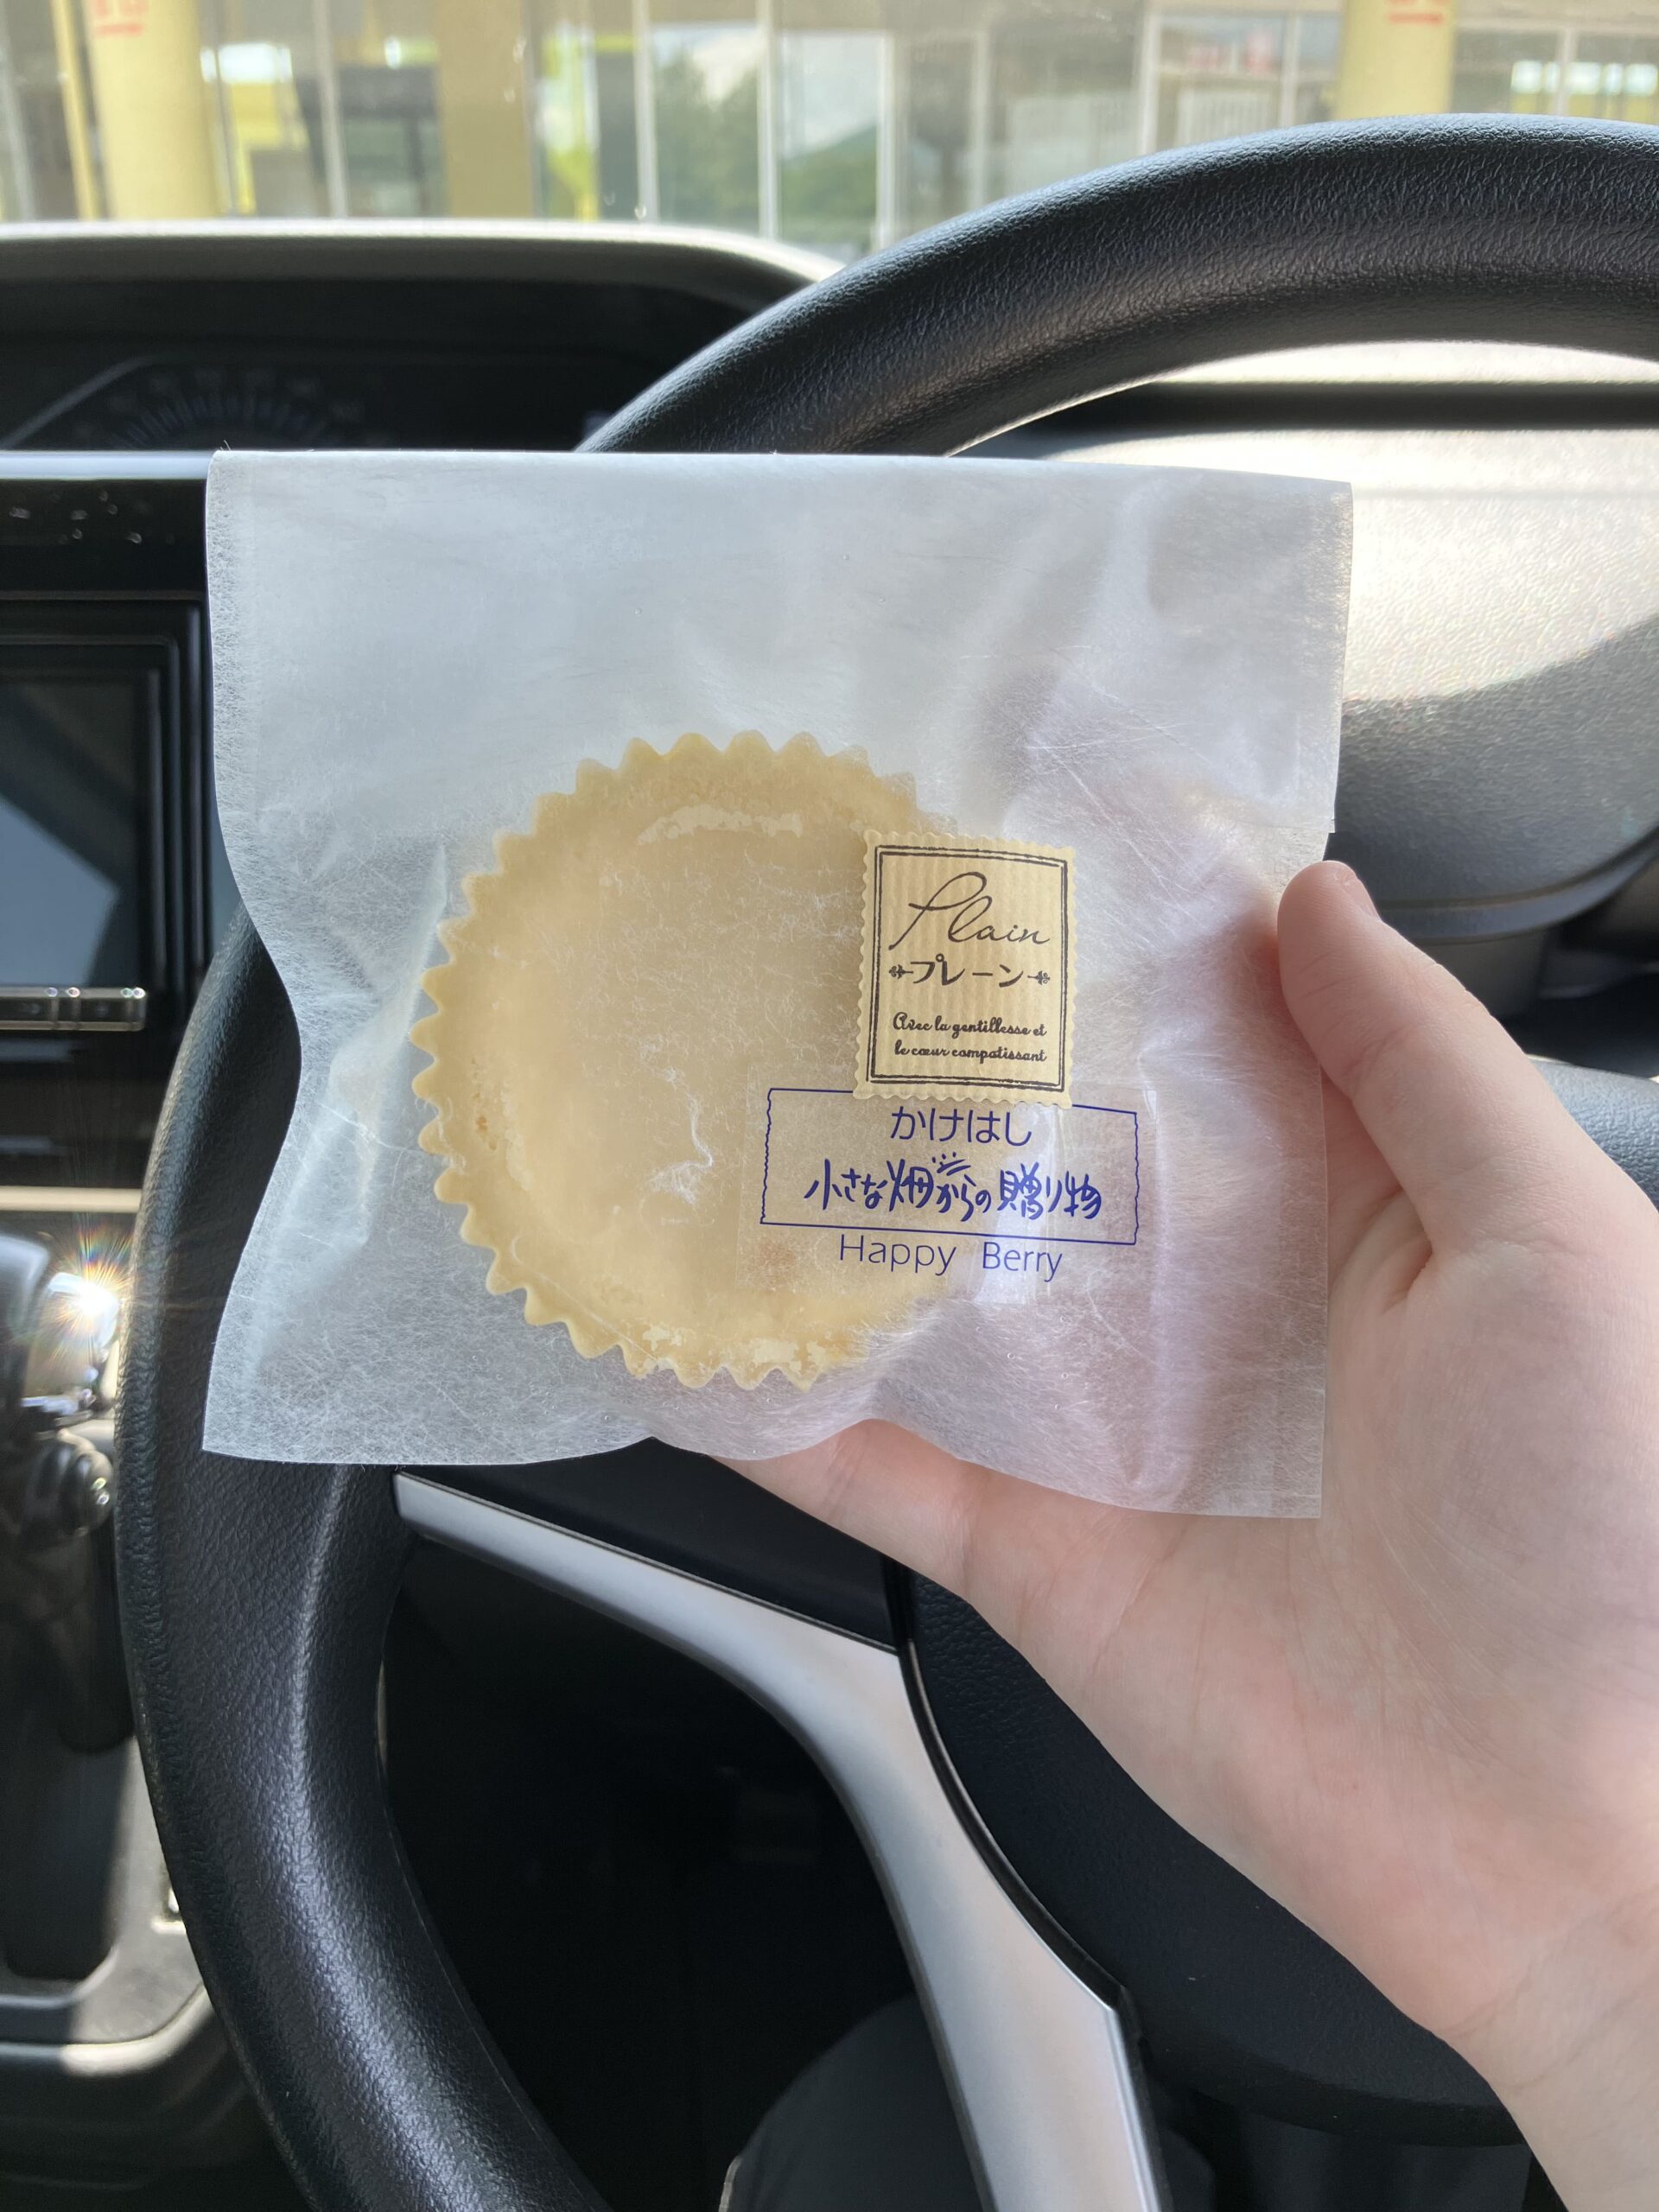 Plain
プレーン
Avec la gentillesse et
le cœur compatissant
かけはし
小さな畑からの贈り物
Happy Berry